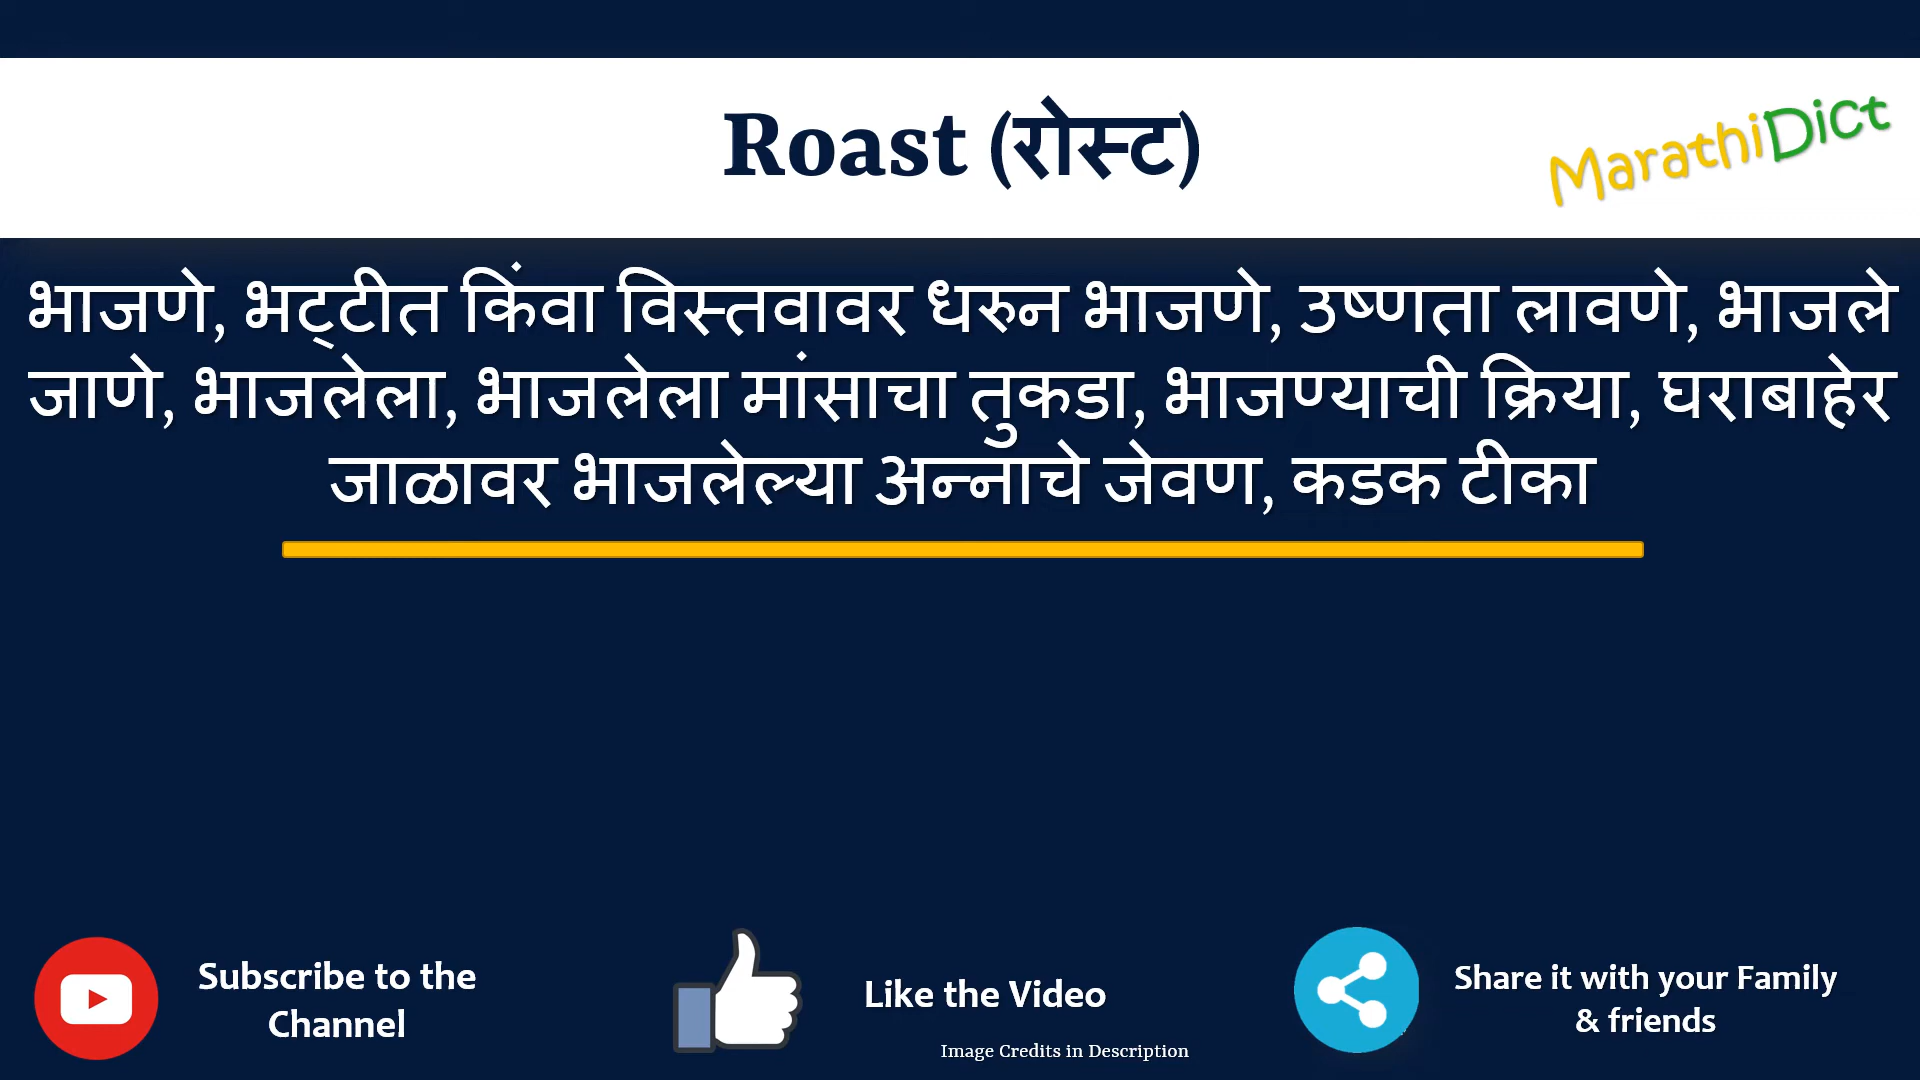 Roast (रोस्ट)
MarathiDict
भाजणे, भट्‌टीत किंवा विस्तवावर धरुन भाजणे, उष्णता लावणे, भाजले
जाणे, भाजलेला, भाजलेला मांसाचा तुकडा, भाजण्याची क्रिया, घराबाहेर
जाळावर भाजलेल्या अन्नाचे जेवण, कडक टीका
Subscribe to the
Channel
Like the Video
Image Credits in Description
Share it with your Family
& friends